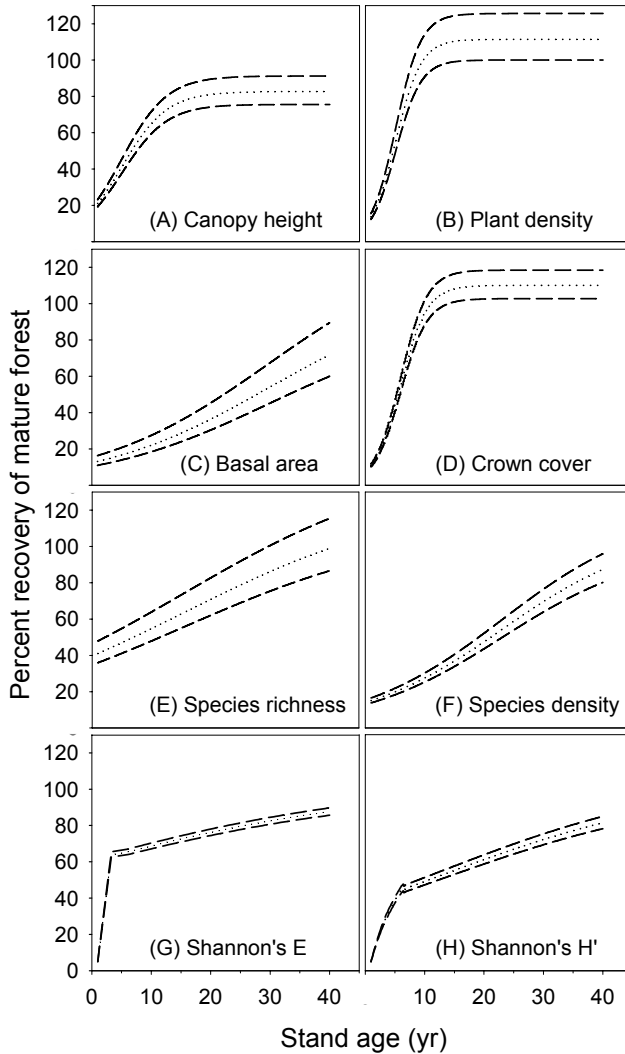 Percent recovery of mature forest
120
100
80
60
40
20
(A) Canopy height
(B) Plant density
120
100
80
60
40
20
(C) Basal area
(D) Crown cover
120
100
80
60
40
20
(E) Species richness
(F) Species density
120
100
80
60
40
20
0
(G) Shannon's E
(H) Shannon's H'
0 10 20 30 40
10 20 30 40
Stand age (yr)